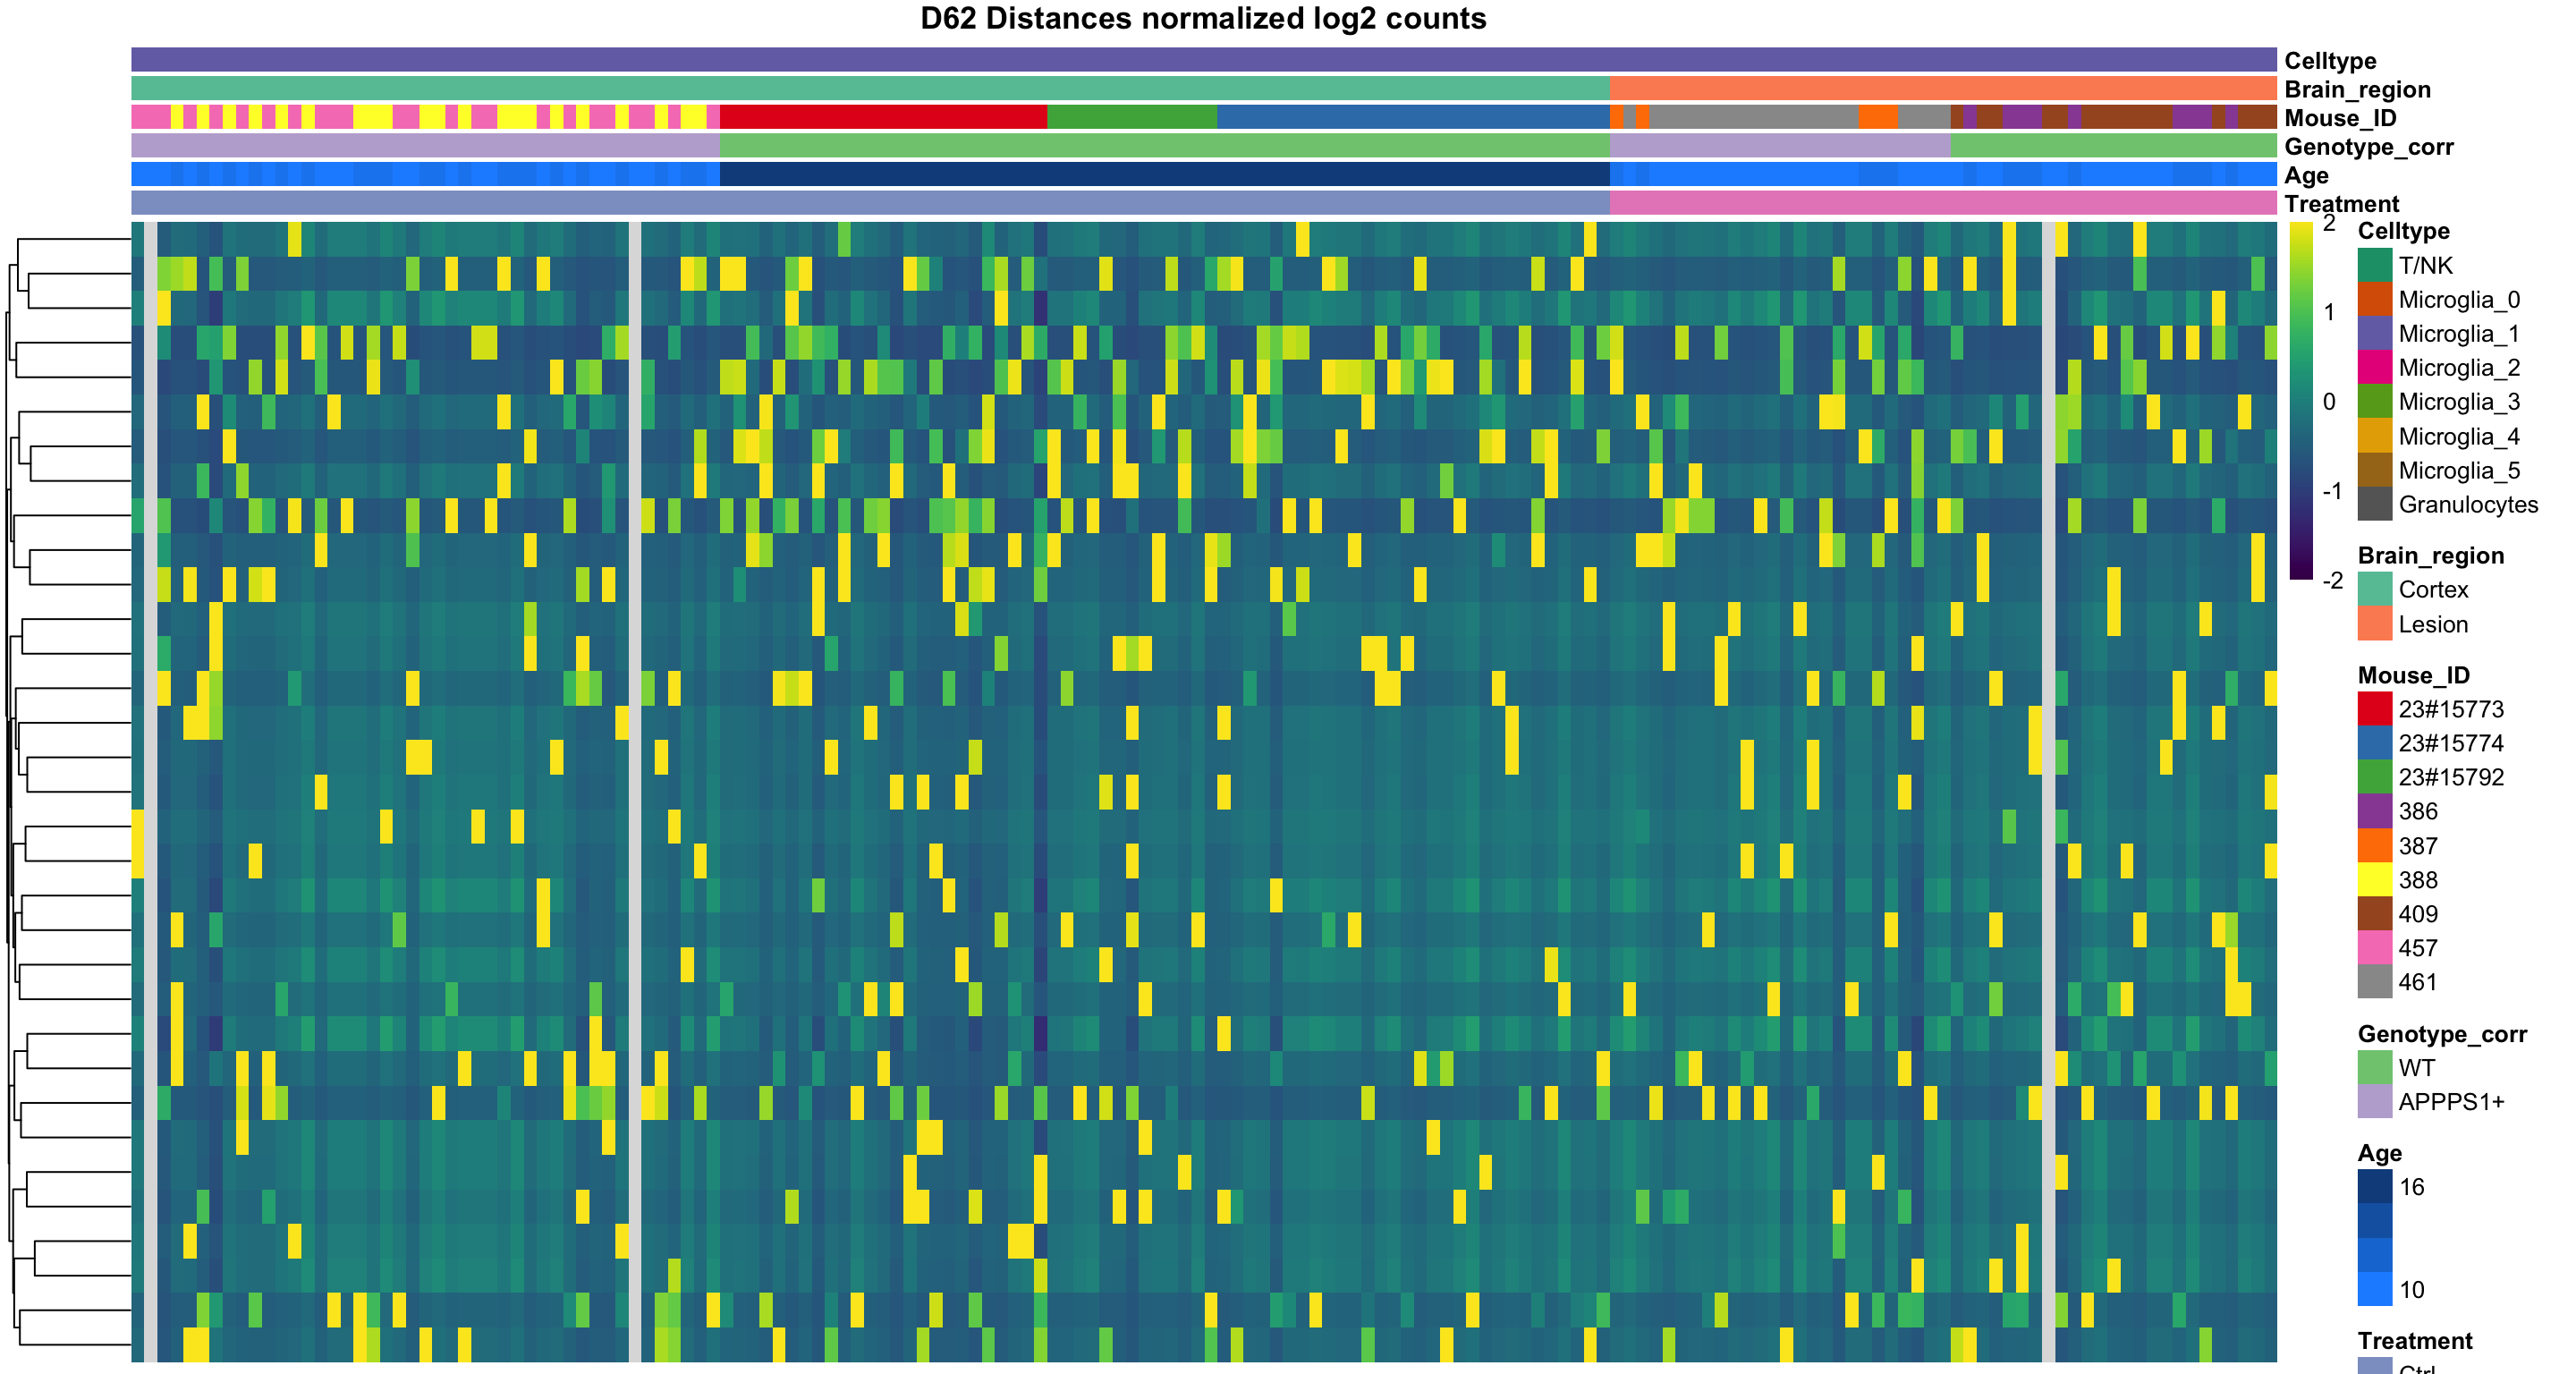 D62 Distances normalized log2 counts
Celltype
Brain_region
Mouse_ID
Genotype_corr
Age
Treatment
2
1
0
-1
-2
Celltype
T/NK
Microglia_0
Microglia_1
Microglia_2
Microglia_3
Microglia_4
Microglia_5
Granulocytes
Brain_region
Cortex
Lesion
Mouse_ID
23#15773
23#15774
23#15792
386
387
388
409
457
461
Genotype_corr
WT
APPPS1+
Age
16
10
Treatment